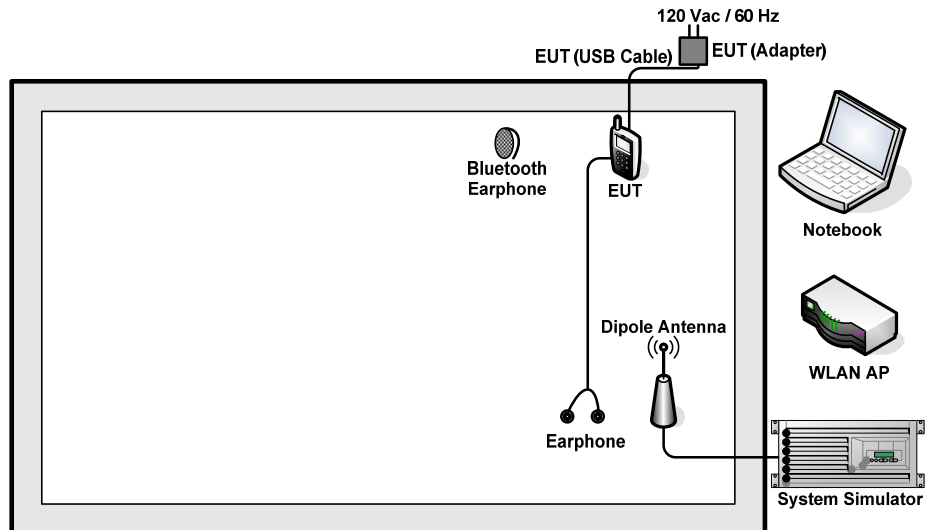 120 Vac / 60 Hz
EUT (USB Cable)
EUT (Adapter)
Bluetooth
Earphone
EUT
Notebook
Dipole Antenna
WLAN AP
Earphone
System Simulator